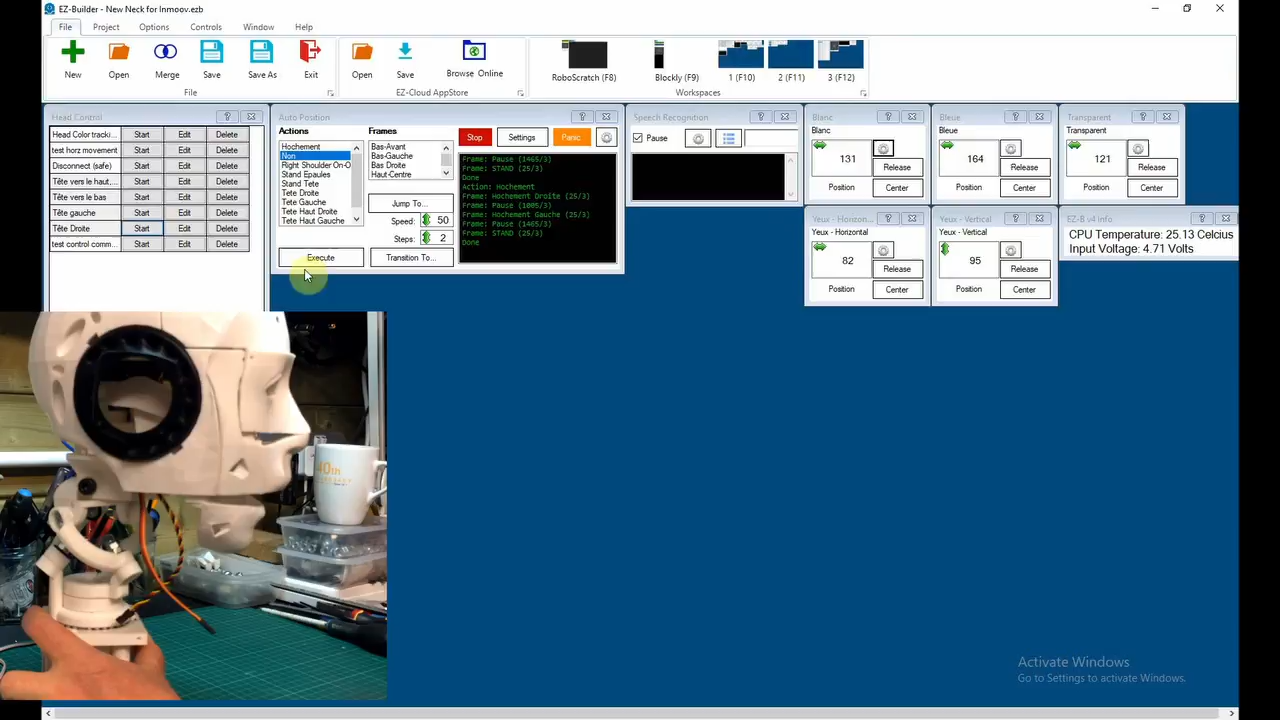 EZ-Builder - New Neck for Inmoov.ezb
File Project Options Controls Window Help
New Open Merge Save Save As Exit Open Save Browse Online RoboScratch (F8) Blockly (F9) 1 (F10) 2 (F11) 3 (F12)
File EZ-Cloud AppStore Workspaces
Head Control ?
Head Color tracki... Start Edit Delete
test horz movement Start Edit Delete
Disconnect (safe) Start Edit Delete
Tête vers le haut, ... Start Edit Delete
Tête vers le bas Start Edit Delete
Tête gauche Start Edit Delete
Tête Droite Start Edit Delete
test control comm... Start Edit Delete
Auto Position ?
Actions
Hochement
Non
Right Shoulder On-O
Stand Epaules
Stand Tete
Tete Droite
Tete Gauche
Tete Haut Droite
Tete Haut Gauche
Execute
Frames
Bas-Avant
Bas-Gauche
Bas Droite
Haut-Centre
Jump To...
Speed: 50
Steps: 2
Transition To...
Stop Settings Panic
Frame: Pause (1465/3)
Frame: STAND (25/3)
Done
Action: Hochement
Frame: Hochement Droite (25/3)
Frame: Pause (1005/3)
Frame: Hochement Gauche (25/3)
Frame: Pause (1465/3)
Frame: STAND (25/3)
Done
Speech Recognition ?
Pause
Blanc ?
Blanc
131
Release
Position Center
Bleue ?
Bleue
164
Release
Position Center
Transparent ?
Transparent
121
Release
Position Center
Yeux - Horizon... ?
Yeux - Horizontal
82
Release
Position Center
Yeux - Vertical ?
Yeux - Vertical
95
Release
Position Center
EZ-B v4 Info ?
CPU Temperature: 25.13 Celcius
Input Voltage: 4.71 Volts
Activate Windows
Go to Settings to activate Windows.